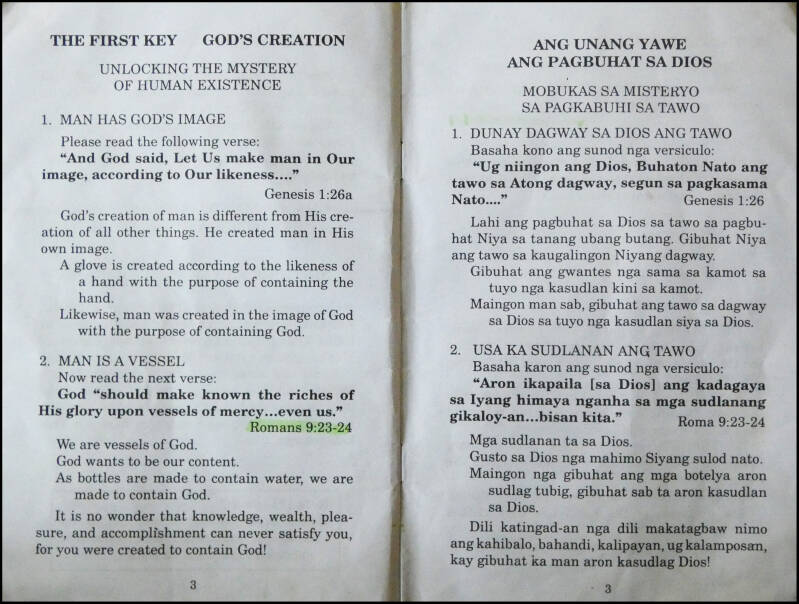 THE FIRST KEY GOD'S CREATION
UNLOCKING THE MYSTERY
OF HUMAN EXISTENCE
1. MAN HAS GOD'S IMAGE
Please read the following verse:
"And God said, Let Us make man in Our
image, according to Our likeness...."
Genesis 1:26a
God's creation of man is different from His cre-
ation of all other things. He created man in His
own image.
A glove is created according to the likeness of
a hand with the purpose of containing the
hand.
Likewise, man was created in the image of God
with the purpose of containing God.
2. MAN IS A VESSEL
Now read the next verse:
God "should make known the riches of
His glory upon vessels of mercy...even us."
Romans 9:23-24
We are vessels of God.
God wants to be our content.
As bottles are made to contain water, we are
made to contain God.
It is no wonder that knowledge, wealth, plea-
sure, and accomplishment can never satisfy you,
for you were created to contain God!
3
ANG UNANG YAWE
ANG PAGBUHAT SA DIOS
MOBUKAS SA MISTERYO
SA PAGKABUHI SA TAWO
1. DUNAY DAGWAY SA DIOS ANG TAWO
Basaha kono ang sunod nga versiculo:
"Ug niingon ang Dios, Buhaton Nato ang
tawo sa Atong dagway, segun sa pagkasama
Nato...." Genesis 1:26
Lahi ang pagbuhat sa Dios sa tawo sa pagbu-
hat Niya sa tanang ubang butang. Gibuhat Niya
ang tawo sa kaugalingon Niyang dagway.
Gibuhat ang gwantes nga sama sa kamot sa
tuyo nga kasudlan kini sa kamot.
Maingon man sab, gibuhat ang tawo sa dagway
sa Dios sa tuyo nga kasudlan siya sa Dios.
2. USA KA SUDLANAN ANG TAWO
Basaha karon ang sunod nga versiculo:
"Aron ikapaila [sa Dios] ang kadagaya
sa Iyang himaya nganha sa mga sudlanang
gikaloy-an...bisan kita."
Roma 9:23-24
Mga sudlanan ta sa Dios.
Gusto sa Dios nga mahimo Siyang sulod nato.
Maingon nga gibuhat ang mga botelya aron
sudlag tubig, gibuhat sab ta aron kasudlan
sa Dios.
Dili katingad-an nga dili makatagbaw nimo
ang kahibalo, bahandi, kalipayan, ug kalamposan,
kay gibuhat ka man aron kasudlag Dios!
3